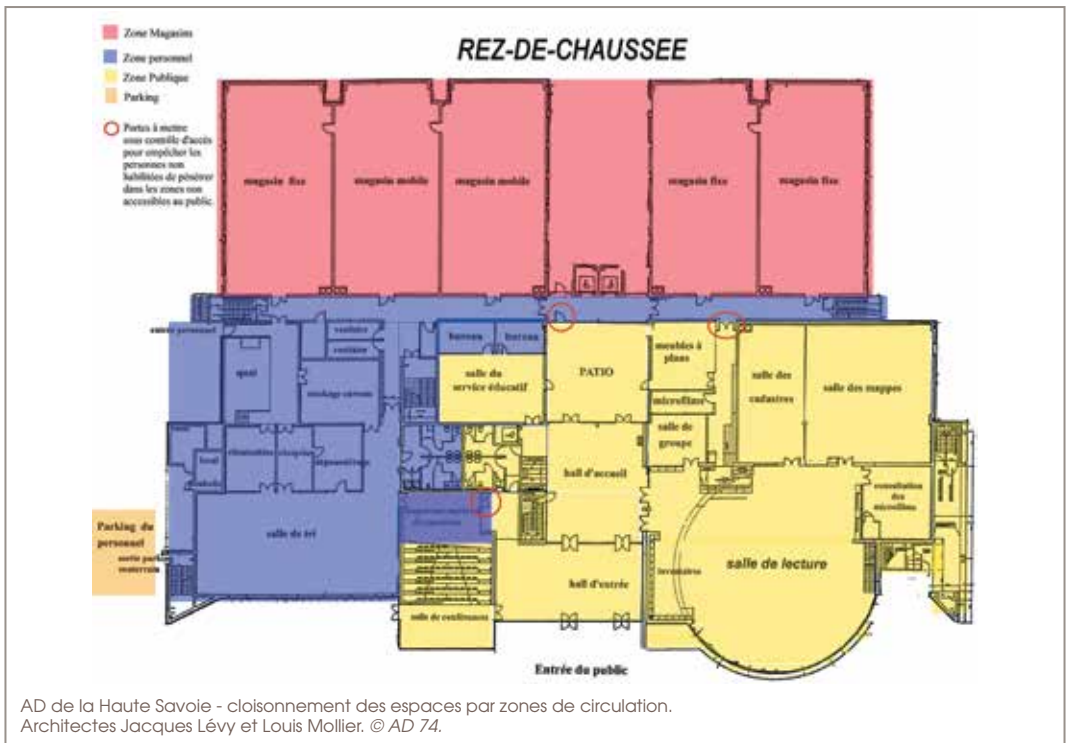 REZ-DE-CHAUSSEE
Zone Magasins
Zone personnel
Zone Publique
Parking
Portes à mettre
sous contrôle d'accès
pour empêcher les
personnes non
habilitées de pénétrer
dans les zones non
accessibles au public.
magasin fixe
magasin mobile
magasin mobile
magasin fixe
magasin fixe
entrée personnel
vestiaire
vestiaire
quai
bureau
bureau
salle du
service éducatif
PATIO
meubles à
plans
microfilms
salle de
groupe
salle des
cadastres
salle des mappes
local
hall d'accueil
consultation
des
microfilms
Parking du
personnel
sortie parking
souterrain
salle de tri
hall d'entrée
inventaires
salle de lecture
salle de conférences
Entrée du public
AD de la Haute Savoie - cloisonnement des espaces par zones de circulation.
Architectes Jacques Lévy et Louis Mollier. © AD 74.